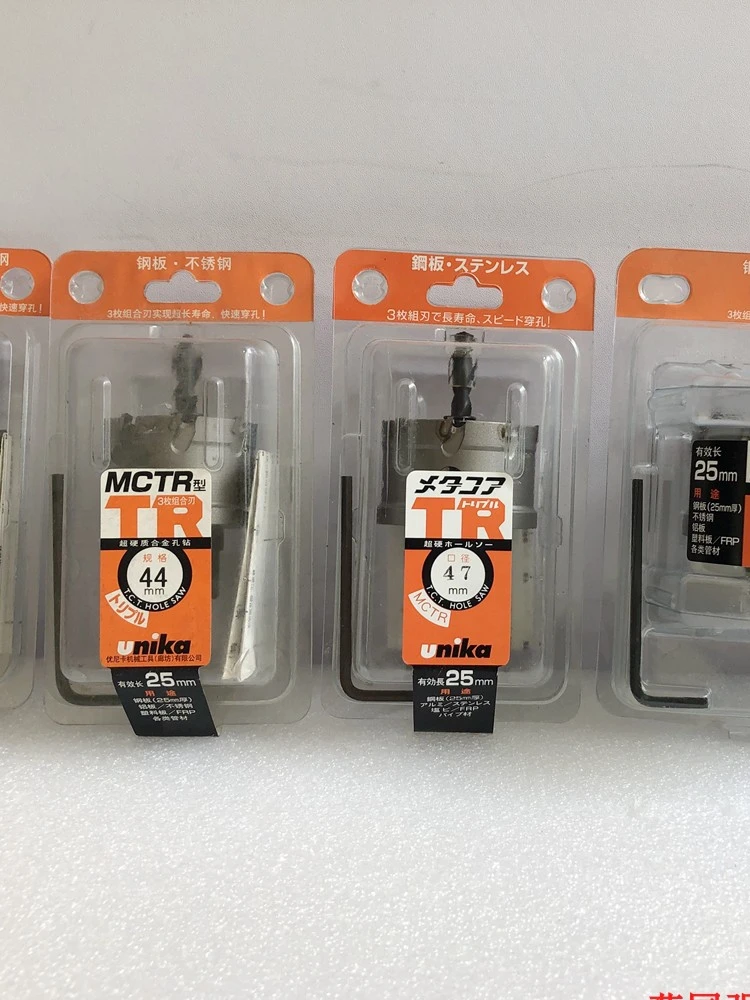 钢
快速穿孔!
钢板・不锈钢
3枚组合刃实现超长寿命,快速穿孔!
MCTR型
3枚组合刃
TR
超硬质合金孔钻
规格
44
mm
T.C.T. HOLE SAW
トリプル
unika
优尼卡机械工具(廊坊)有限公司
有效长25mm
用途
钢板(25mm厚)
铝板/不锈钢
塑料板/FRP
各类管材
鋼板・ステンレス
3枚組刃で長寿命、スピード穿孔!
メタコア
トリプル
TR
超硬ホールソー
口径
47
mm
T.C.T. HOLE SAW
MCTR
unika
有効長25mm
用途
鋼板(25mm厚)
アルミ/ステンレス
塩ビ/FRP
パイプ材
3枚组
有效长
25mm
用途
钢板(25mm厚)
不锈钢
铝板
塑料板/FRP
各类管材